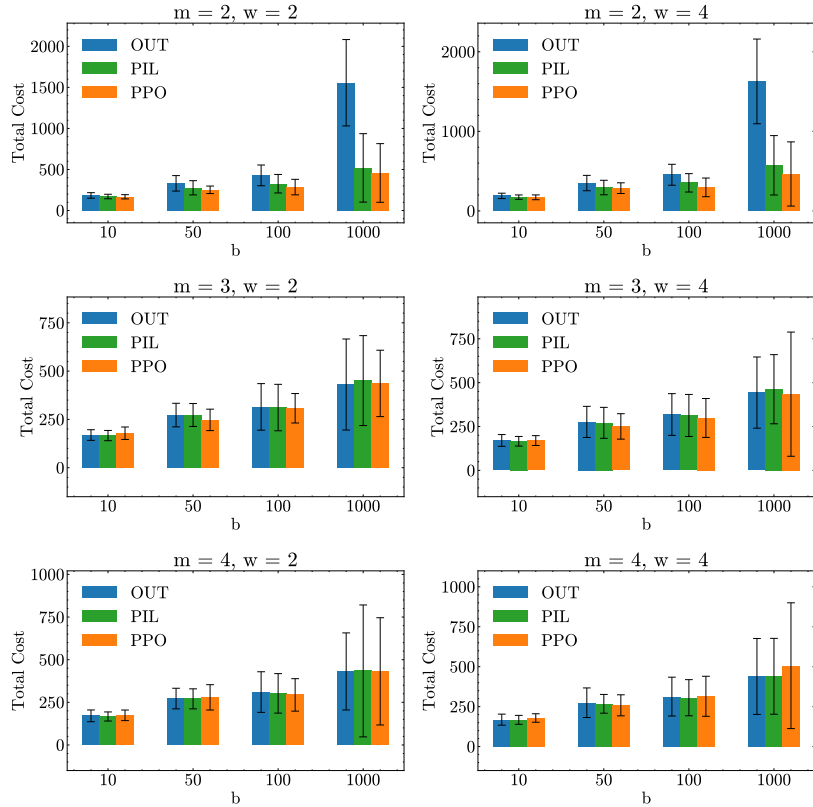 m = 2, w = 2
Total Cost
2000
1500
1000
500
0
OUT
PIL
PPO
10 50 100 1000
b
m = 2, w = 4
Total Cost
2000
1000
0
OUT
PIL
PPO
10 50 100 1000
b
m = 3, w = 2
Total Cost
750
500
250
0
OUT
PIL
PPO
10 50 100 1000
b
m = 3, w = 4
Total Cost
750
500
250
0
OUT
PIL
PPO
10 50 100 1000
b
m = 4, w = 2
Total Cost
1000
750
500
250
0
OUT
PIL
PPO
10 50 100 1000
b
m = 4, w = 4
Total Cost
1000
750
500
250
0
OUT
PIL
PPO
10 50 100 1000
b